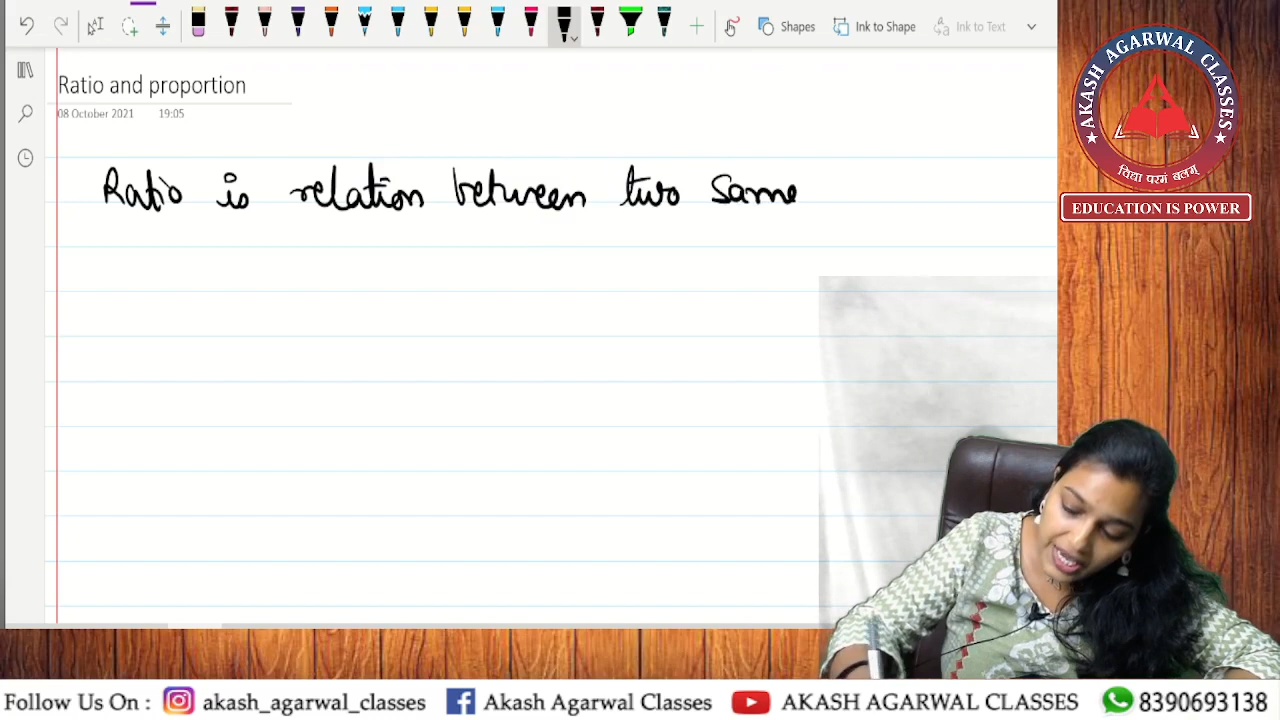 Shapes
Ink to Shape
Ink to Text
Ratio and proportion
08 October 2021 19:05
Ratio is relation between two same
AKASH AGARWAL CLASSES
विद्या परमं बलम्
EDUCATION IS POWER
Follow Us On : akash_agarwal_classes Akash Agarwal Classes AKASH AGARWAL CLASSES 8390693138